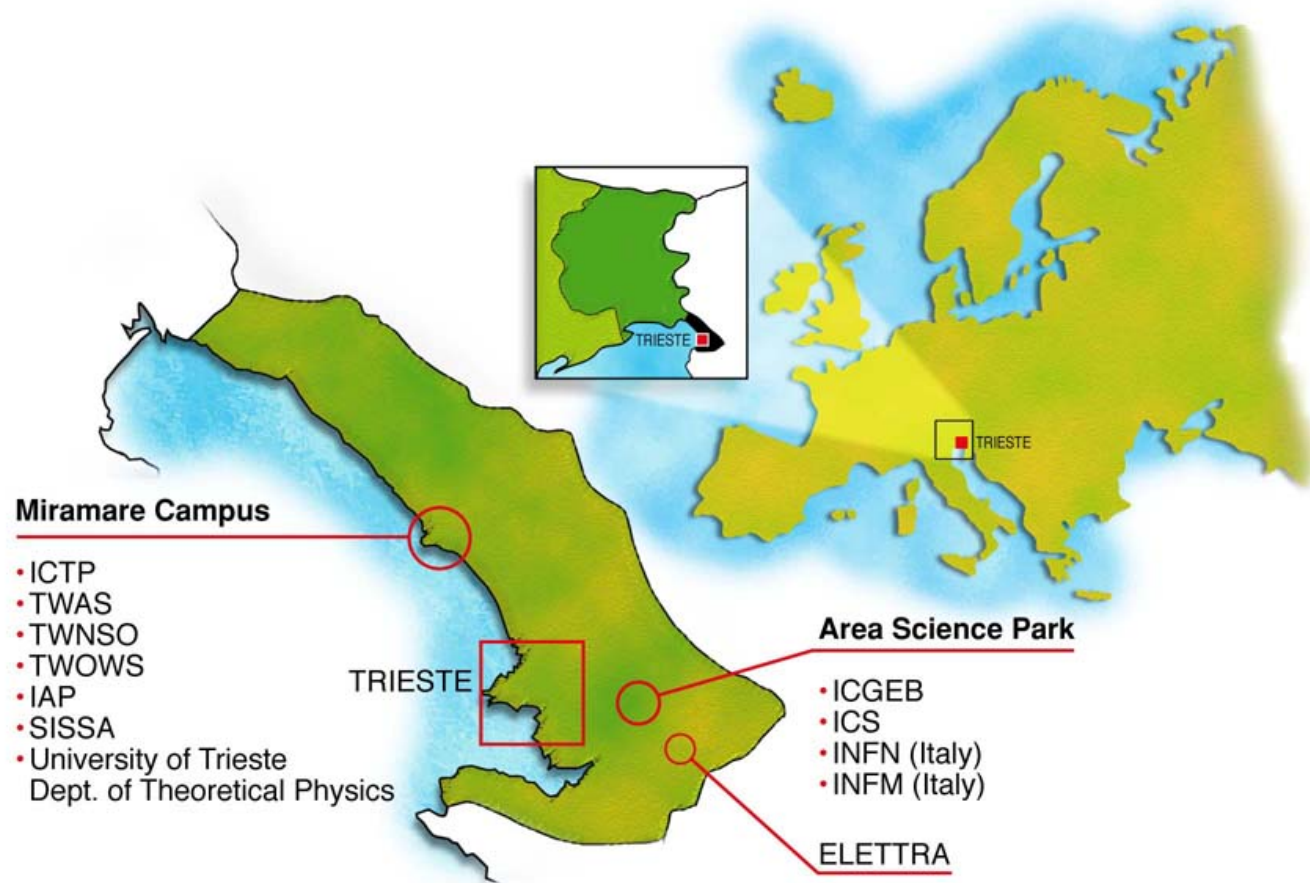 TRIESTE
TRIESTE
Miramare Campus
• ICTP
• TWAS
• TWNSO
• TWOWS
• IAP
• SISSA
• University of Trieste
Dept. of Theoretical Physics
TRIESTE
Area Science Park
• ICGEB
• ICS
• INFN (Italy)
• INFM (Italy)
ELETTRA